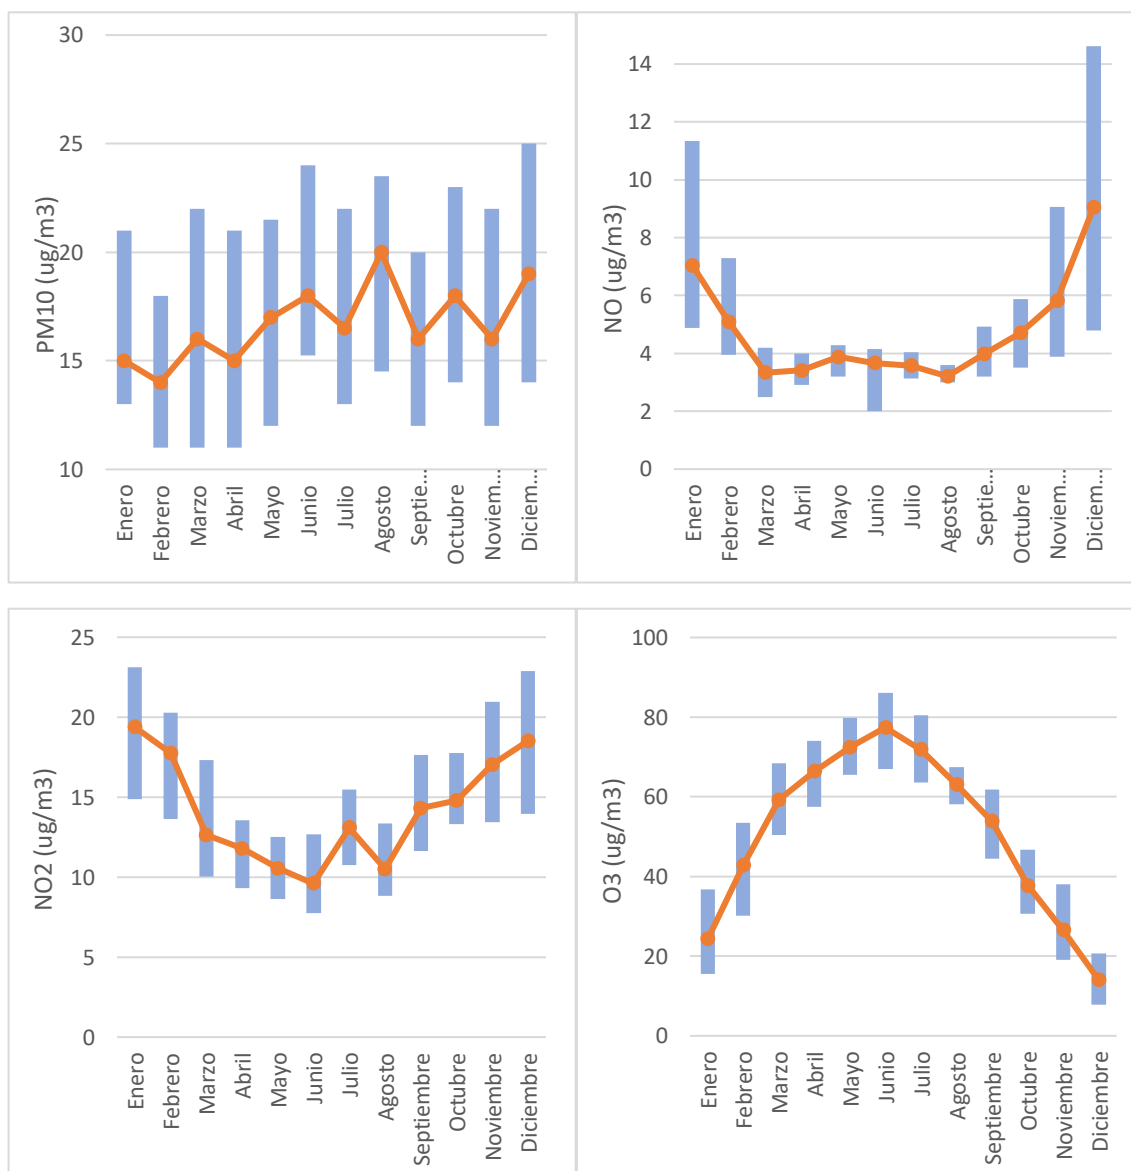 PM10 (ug/m3)
30
25
20
15
10
Enero
Febrero
Marzo
Abril
Mayo
Junio
Julio
Agosto
Septie...
Octubre
Noviem...
Diciem...
NO (ug/m3)
14
12
10
8
6
4
2
0
Enero
Febrero
Marzo
Abril
Mayo
Junio
Julio
Agosto
Septie...
Octubre
Noviem...
Diciem...
NO2 (ug/m3)
25
20
15
10
5
0
Enero
Febrero
Marzo
Abril
Mayo
Junio
Julio
Agosto
Septiembre
Octubre
Noviembre
Diciembre
O3 (ug/m3)
100
80
60
40
20
0
Enero
Febrero
Marzo
Abril
Mayo
Junio
Julio
Agosto
Septiembre
Octubre
Noviembre
Diciembre